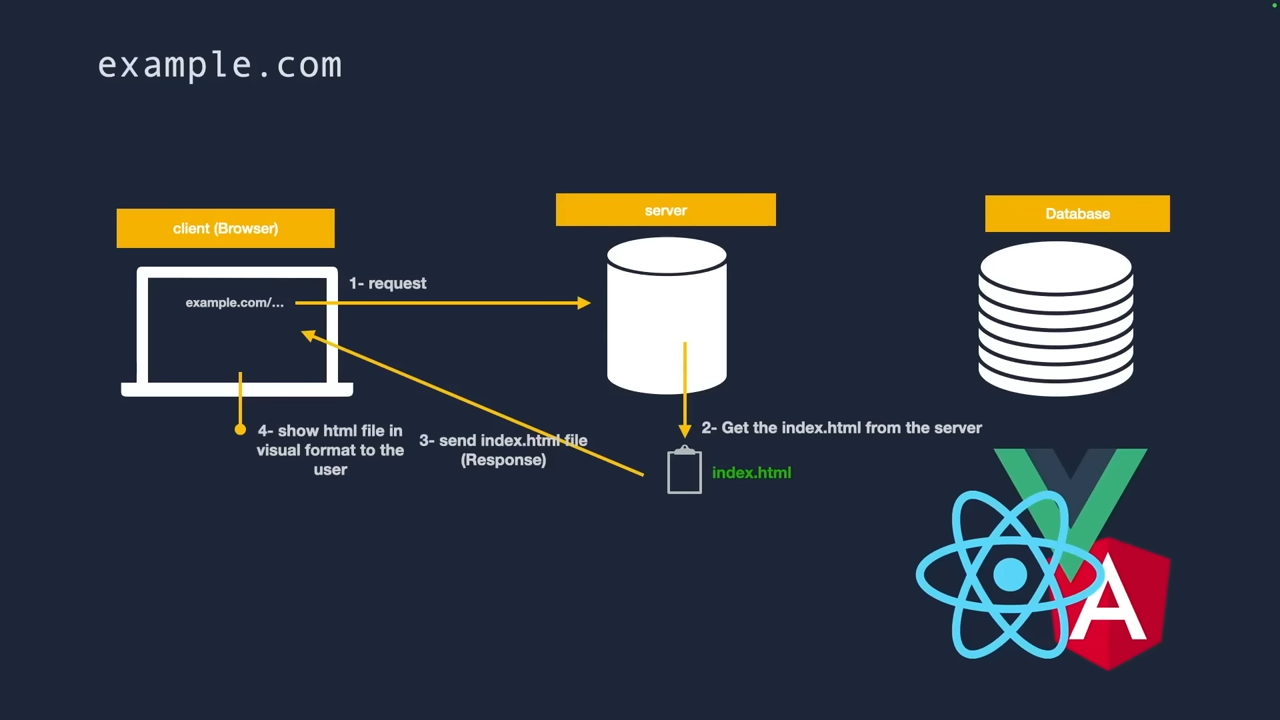 example.com
client (Browser)
server
Database
example.com/...
1- request
2- Get the index.html from the server
index.html
3- send index.html file
(Response)
4- show html file in
visual format to the
user
A